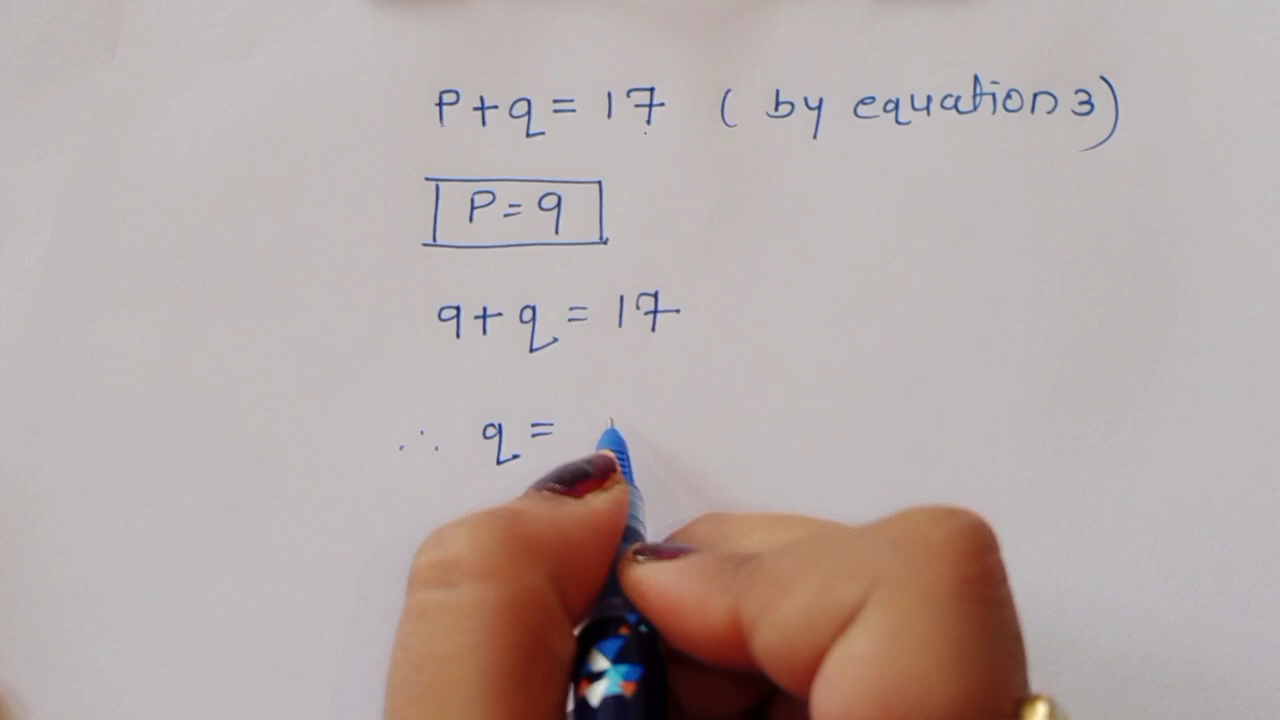 P+q = 17 ( by equation 3)
P = 9
9+q = 17
∴ q =